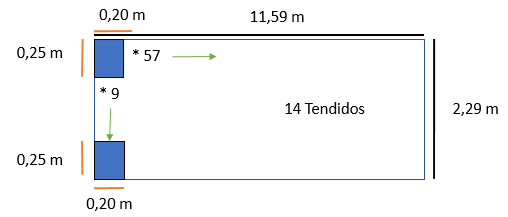 0,20 m
11,59 m
0,25 m
* 57
* 9
14 Tendidos
2,29 m
0,25 m
0,20 m